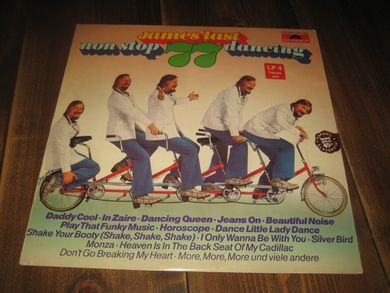 James Last
non stop 77 dancing
LP 4
Daddy Cool · In Zaire · Dancing Queen · Jeans On · Beautiful Noise
Play That Funky Music · Horoscope · Dance Little Lady Dance
Shake Your Booty (Shake, Shake, Shake) · I Only Wanna Be With You · Silver Bird
Monza · Heaven Is In The Back Seat Of My Cadillac
Don't Go Breaking My Heart · More, More, More und viele andere